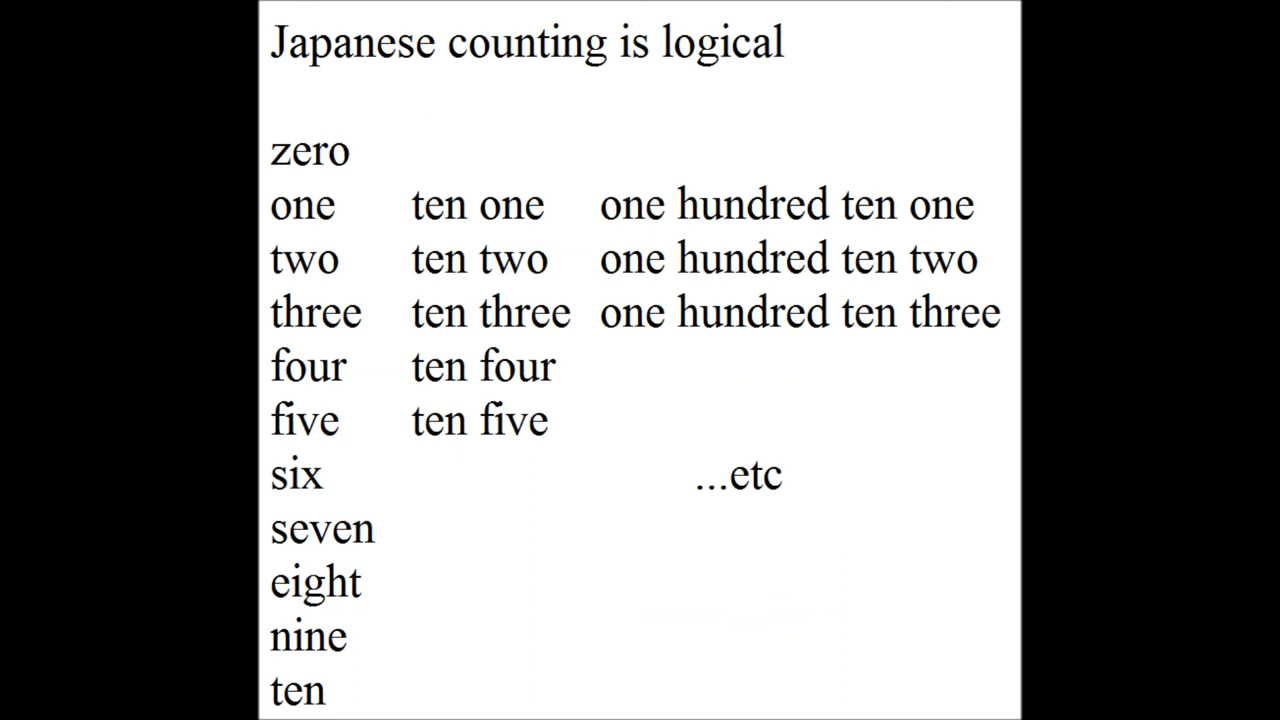 Japanese counting is logical
zero
one ten one one hundred ten one
two ten two one hundred ten two
three ten three one hundred ten three
four ten four
five ten five
six ...etc
seven
eight
nine
ten